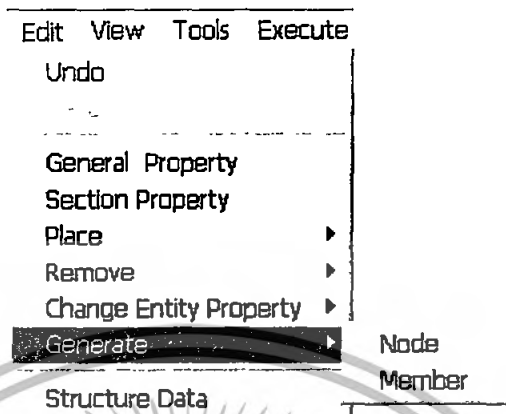 Edit View Tools Execute
Undo
General Property
Section Property
Place
Remove
Change Entity Property
Generate
Node
Member
Structure Data